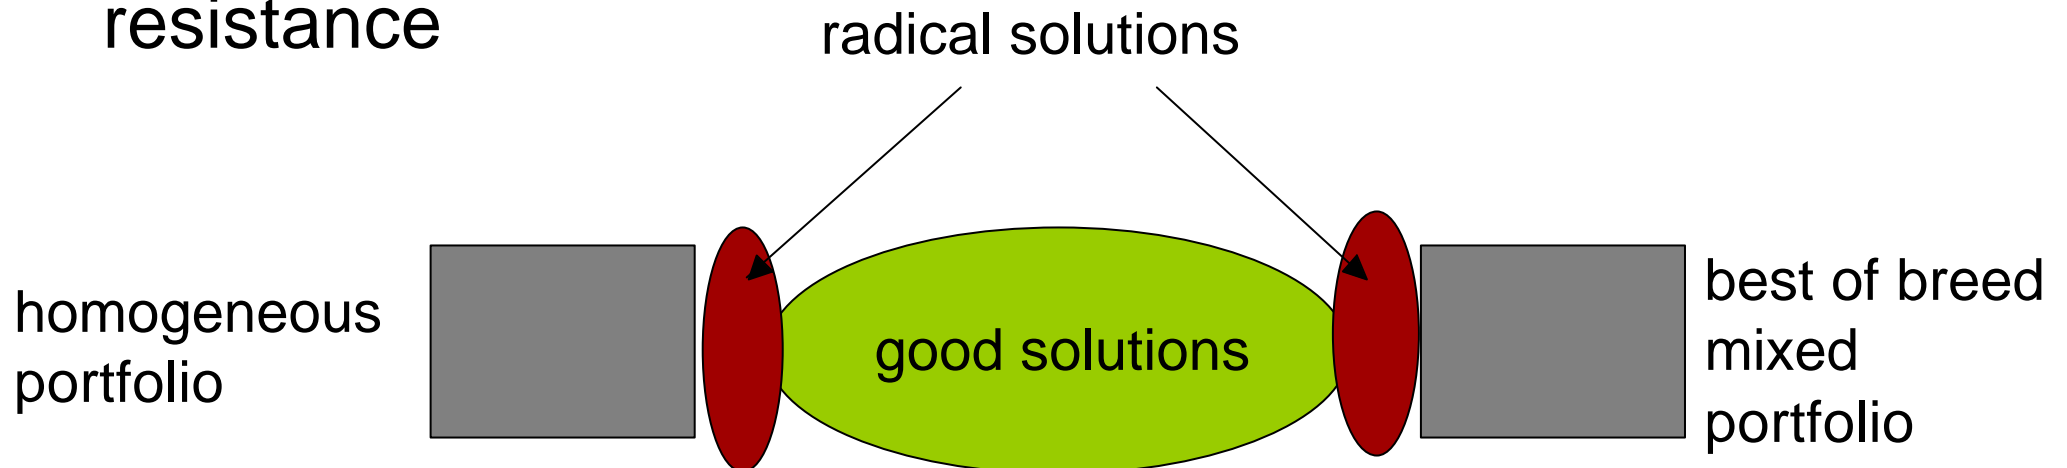 resistance
radical solutions
homogeneous
portfolio
good solutions
best of breed
mixed
portfolio